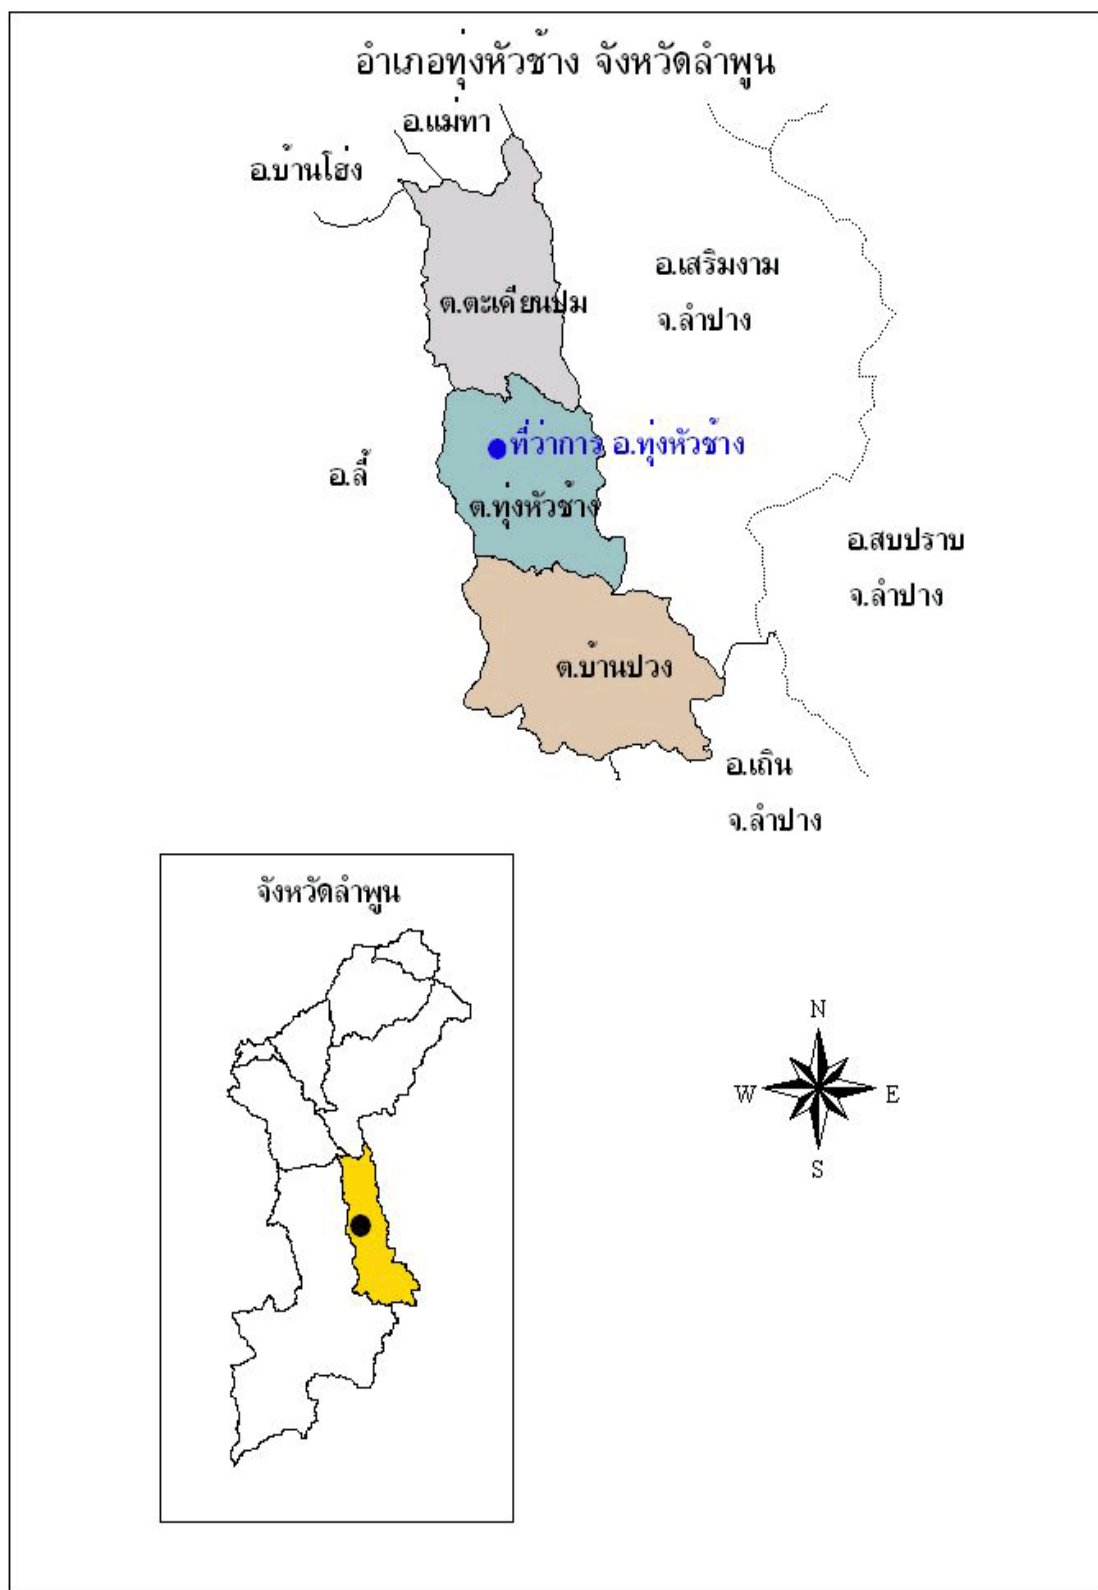 อำเภอทุ่งหัวช้าง จังหวัดลำพูน
อ.แม่ทา
อ.บ้านโฮ่ง
อ.เสริมงาม
จ.ลำปาง
ต.ตะเคียนปม
ที่ว่าการ อ.ทุ่งหัวช้าง
อ.ลี้
ต.ทุ่งหัวช้าง
อ.สบปราบ
จ.ลำปาง
ต.บ้านปวง
อ.เถิน
จ.ลำปาง
จังหวัดลำพูน
N
W E
S